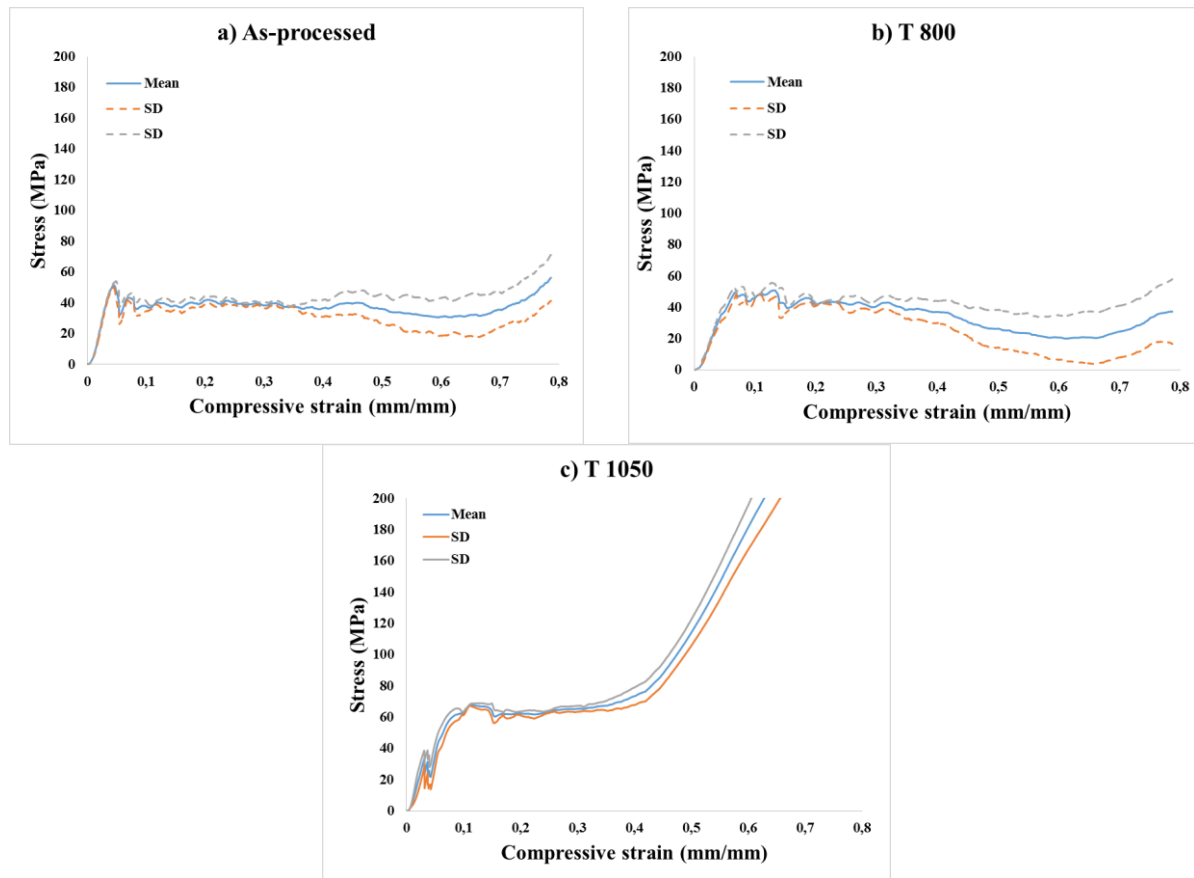 a) As-processed
200
180
160
140
120
100
80
60
40
20
0
Stress (MPa)
Mean
SD
SD
0 0,1 0,2 0,3 0,4 0,5 0,6 0,7 0,8
Compressive strain (mm/mm)
b) T 800
200
180
160
140
120
100
80
60
40
20
0
Stress (MPa)
Mean
SD
SD
0 0,1 0,2 0,3 0,4 0,5 0,6 0,7 0,8
Compressive strain (mm/mm)
c) T 1050
200
180
160
140
120
100
80
60
40
20
0
Stress (MPa)
Mean
SD
SD
0 0,1 0,2 0,3 0,4 0,5 0,6 0,7 0,8
Compressive strain (mm/mm)